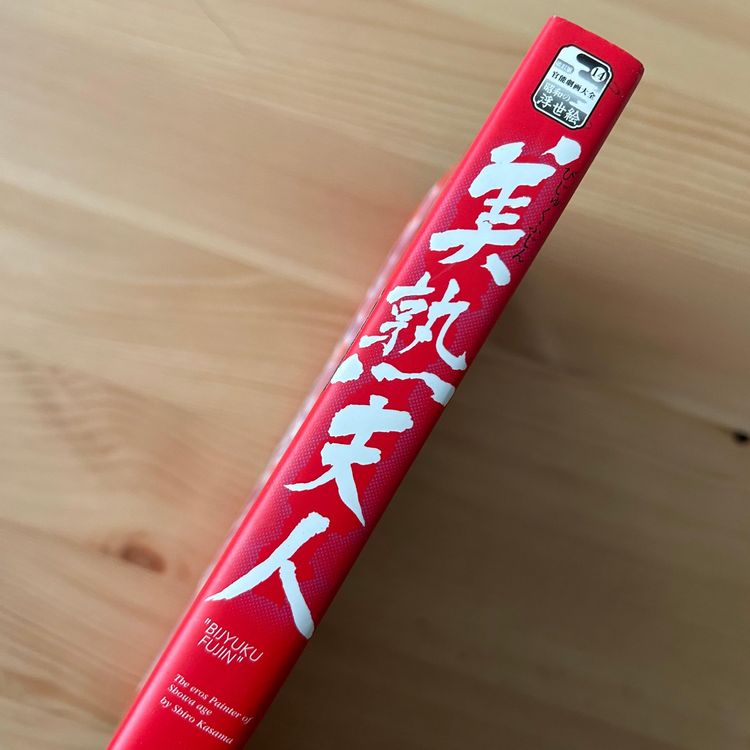 14
官能劇画大全
昭和の
浮世絵
美熟夫人
びじゅくふじん
"BIJYUKU
FUJIN"
The eros Painter of
Showa age
by Shiro Kasama